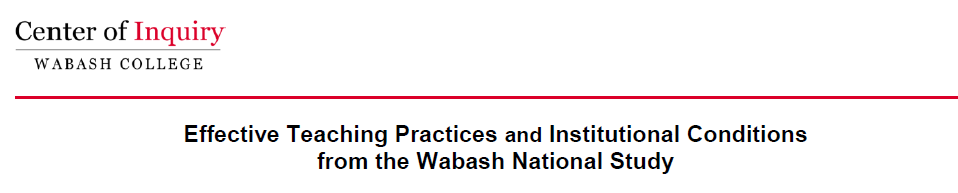 Center of Inquiry
WABASH COLLEGE
Effective Teaching Practices and Institutional Conditions
from the Wabash National Study